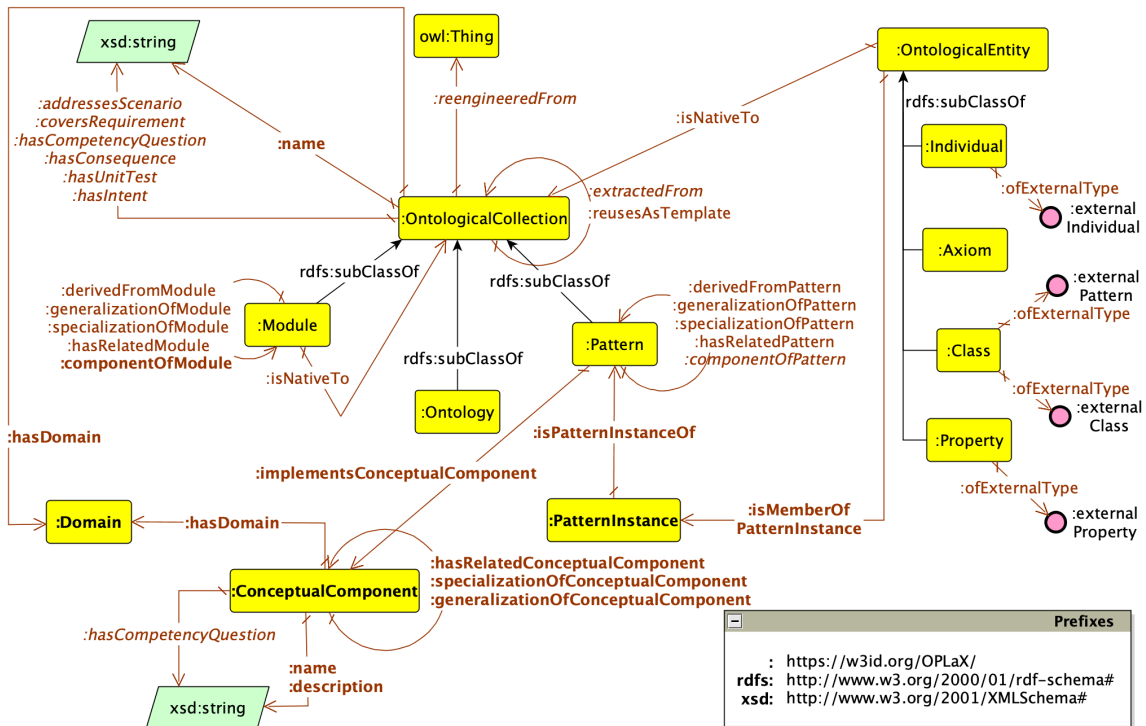 xsd:string
owl:Thing
:OntologicalEntity
:addressesScenario
:coversRequirement
:hasCompetencyQuestion
:hasConsequence
:hasUnitTest
:hasIntent
:name
:reengineeredFrom
:isNativeTo
rdfs:subClassOf
:Individual
:ofExternalType
:external
Individual
:extractedFrom
:reusesAsTemplate
:OntologicalCollection
:Axiom
rdfs:subClassOf
rdfs:subClassOf
:derivedFromModule
:generalizationOfModule
:specializationOfModule
:hasRelatedModule
:componentOfModule
:Module
:isNativeTo
rdfs:subClassOf
:Ontology
:derivedFromPattern
:generalizationOfPattern
:specializationOfPattern
:hasRelatedPattern
:componentOfPattern
:Pattern
:external
Pattern
:ofExternalType
:Class
:ofExternalType
:external
Class
:hasDomain
:isPatternInstanceOf
:Property
:implementsConceptualComponent
:ofExternalType
:external
Property
:Domain
:hasDomain
:PatternInstance
:isMemberOf
PatternInstance
:hasRelatedConceptualComponent
:specializationOfConceptualComponent
:generalizationOfConceptualComponent
:ConceptualComponent
:hasCompetencyQuestion
:name
:description
xsd:string
Prefixes
: https://w3id.org/OPLaX/
rdfs: http://www.w3.org/2000/01/rdf-schema#
xsd: http://www.w3.org/2001/XMLSchema#